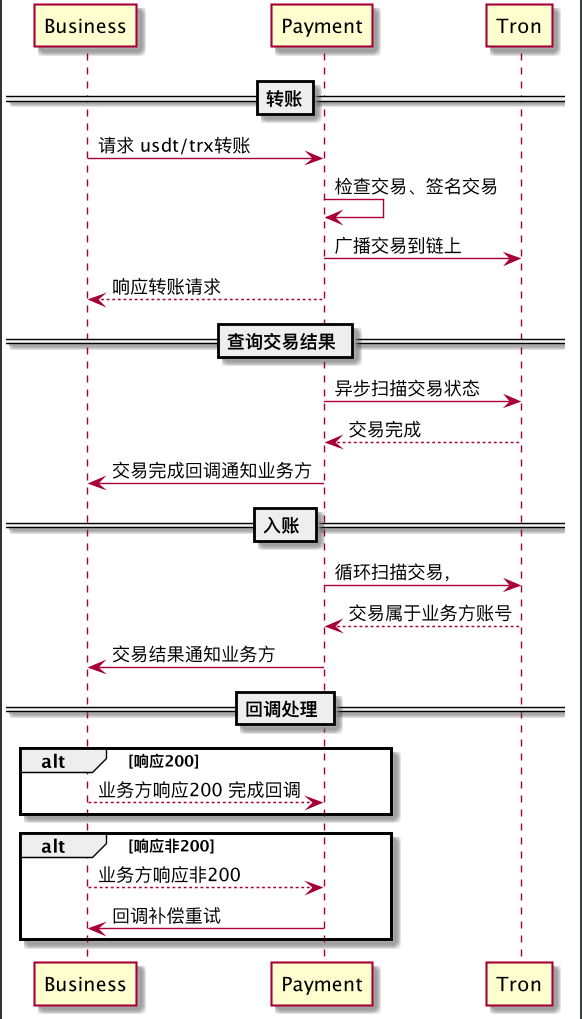 Business Payment Tron
转账
请求 usdt/trx转账
检查交易、签名交易
广播交易到链上
响应转账请求
查询交易结果
异步扫描交易状态
交易完成
交易完成回调通知业务方
入账
循环扫描交易,
交易属于业务方账号
交易结果通知业务方
回调处理
alt [响应200]
业务方响应200 完成回调
alt [响应非200]
业务方响应非200
回调补偿重试
Business Payment Tron